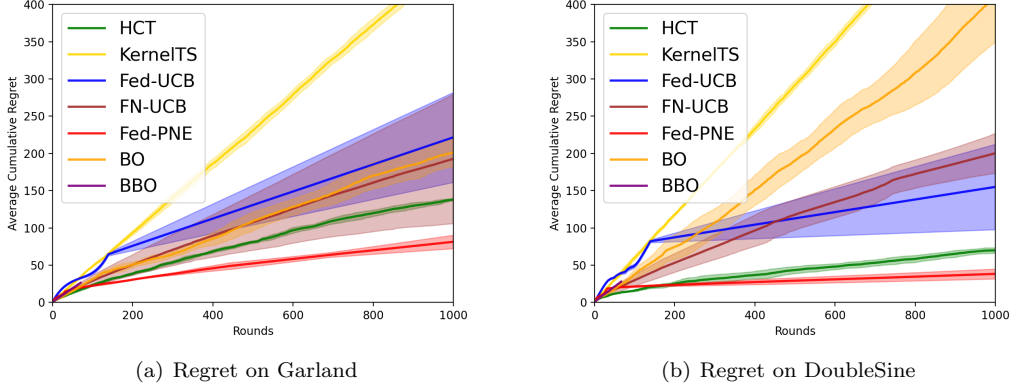 400
350
300
250
200
150
100
50
0
Average Cumulative Regret
HCT
KernelTS
Fed-UCB
FN-UCB
Fed-PNE
BO
BBO
0 200 400 600 800 1000
Rounds
(a) Regret on Garland
400
350
300
250
200
150
100
50
0
Average Cumulative Regret
HCT
KernelTS
Fed-UCB
FN-UCB
Fed-PNE
BO
BBO
0 200 400 600 800 1000
Rounds
(b) Regret on DoubleSine